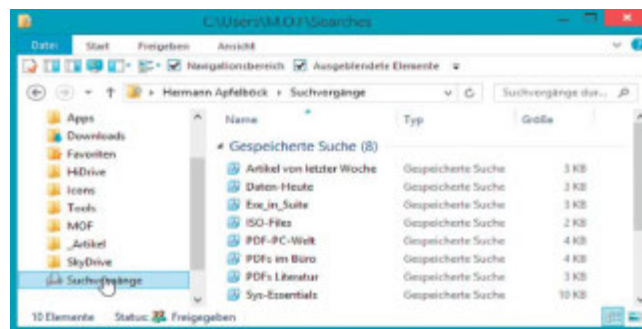 C:\Users\M.O.F\Searches
Datei Start Freigeben Ansicht
Navigationsbereich Ausgeblendete Elemente
Hermann Apfelböck Suchvorgänge Suchvorgänge dur...
Apps
Downloads
Favoriten
HiDrive
Icons
Tools
MOF
_Artikel
SkyDrive
Suchvorgänge
Name Typ Größe
Gespeicherte Suche (8)
Artikel von letzter Woche Gespeicherte Suche 3 KB
Daten-Heute Gespeicherte Suche 3 KB
Exe_in_Suite Gespeicherte Suche 3 KB
ISO-Files Gespeicherte Suche 2 KB
PDF-PC-Welt Gespeicherte Suche 4 KB
PDFs im Büro Gespeicherte Suche 4 KB
PDFs Literatur Gespeicherte Suche 3 KB
Sys-Essentials Gespeicherte Suche 10 KB
10 Elemente Status: Freigegeben